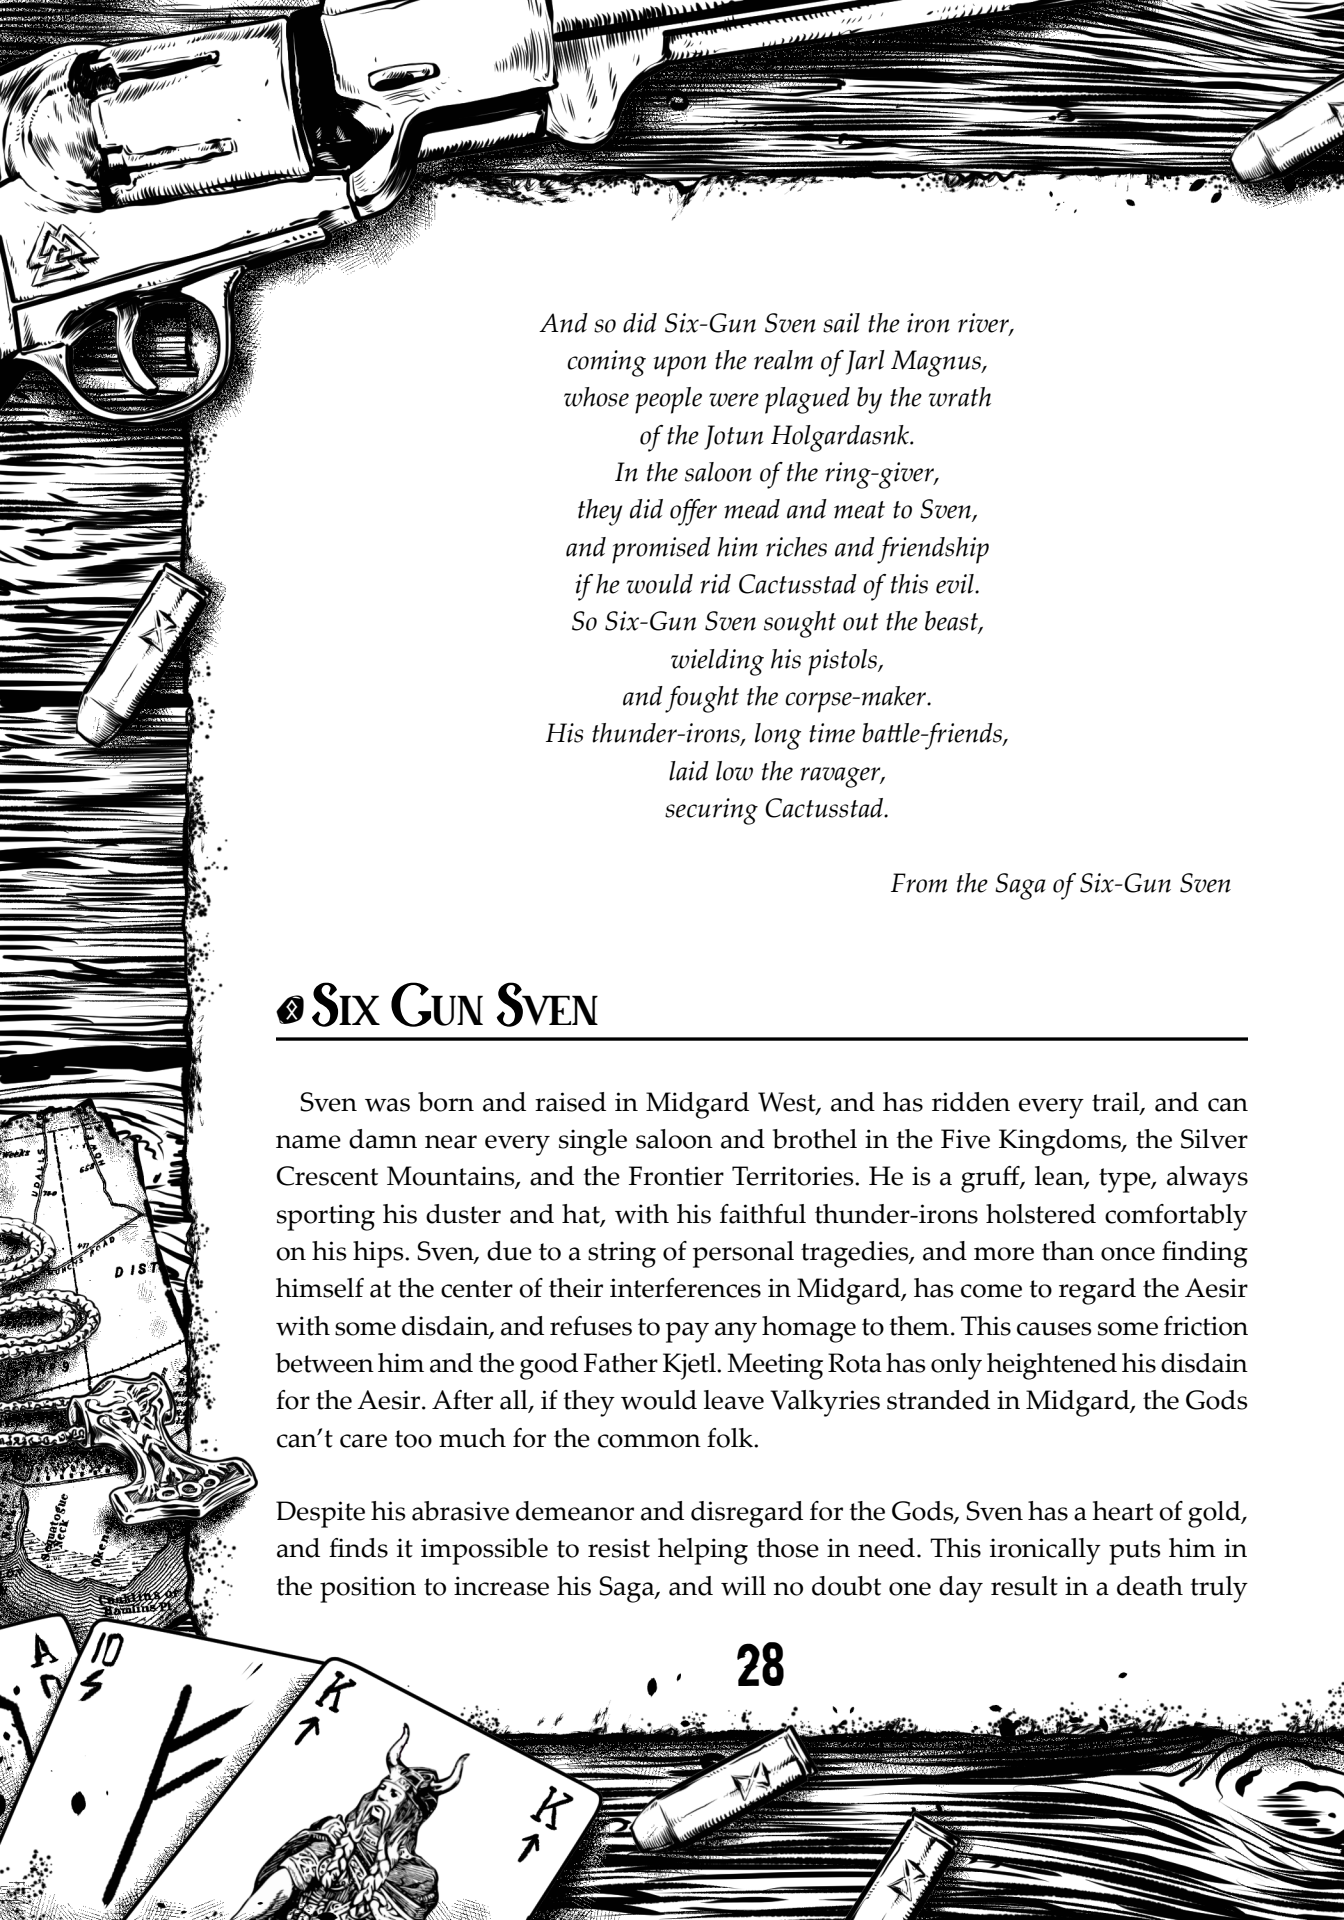 And so did Six-Gun Sven sail the iron river,
coming upon the realm of Jarl Magnus,
whose people were plagued by the wrath
of the Jotun Holgardasnk.
In the saloon of the ring-giver,
they did offer mead and meat to Sven,
and promised him riches and friendship
if he would rid Cactusstad of this evil.
So Six-Gun Sven sought out the beast,
wielding his pistols,
and fought the corpse-maker.
His thunder-irons, long time battle-friends,
laid low the ravager,
securing Cactusstad.
From the Saga of Six-Gun Sven
Six Gun Sven
Sven was born and raised in Midgard West, and has ridden every trail, and can
name damn near every single saloon and brothel in the Five Kingdoms, the Silver
Crescent Mountains, and the Frontier Territories. He is a gruff, lean, type, always
sporting his duster and hat, with his faithful thunder-irons holstered comfortably
on his hips. Sven, due to a string of personal tragedies, and more than once finding
himself at the center of their interferences in Midgard, has come to regard the Aesir
with some disdain, and refuses to pay any homage to them. This causes some friction
between him and the good Father Kjetl. Meeting Rota has only heightened his disdain
for the Aesir. After all, if they would leave Valkyries stranded in Midgard, the Gods
can't care too much for the common folk.
Despite his abrasive demeanor and disregard for the Gods, Sven has a heart of gold,
and finds it impossible to resist helping those in need. This ironically puts him in
the position to increase his Saga, and will no doubt one day result in a death truly
28
UDALLS
DIST
Neck
A
10
K
K